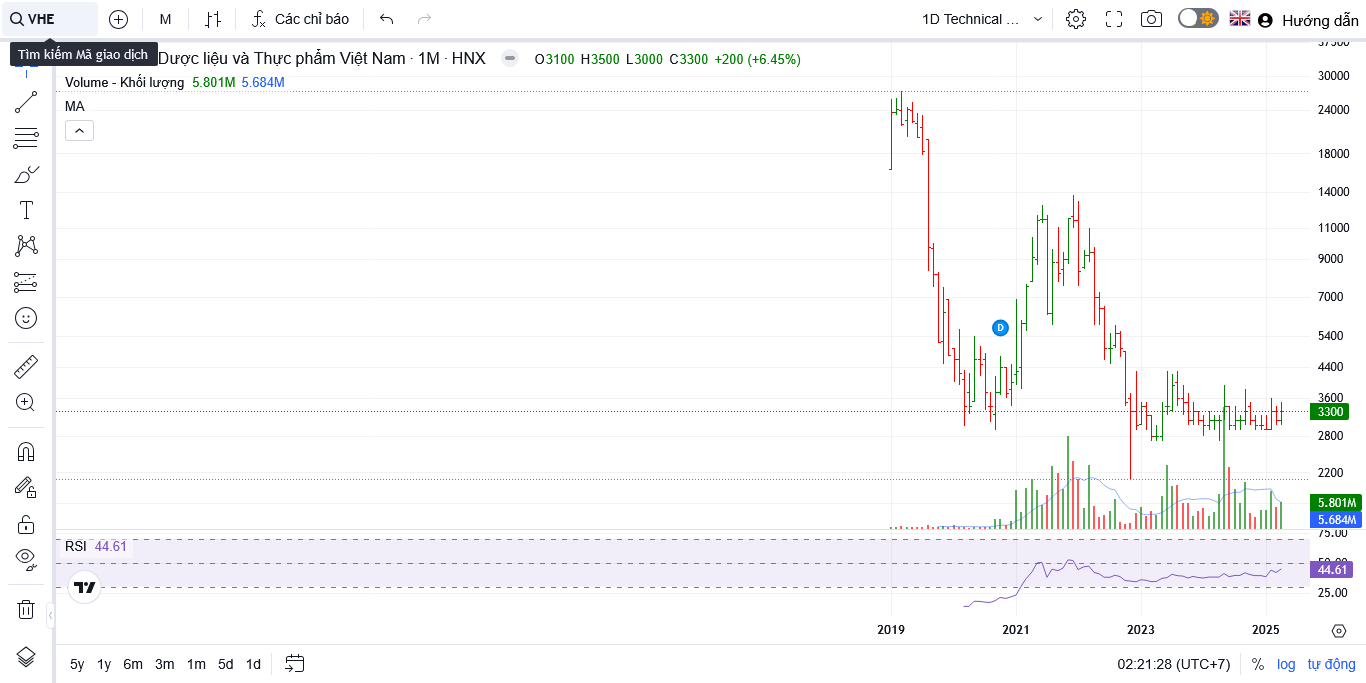 VHE
M
Các chỉ báo
1D Technical ...
Hướng dẫn
Tìm kiếm Mã giao dịch
Dược liệu và Thực phẩm Việt Nam · 1M · HNX
O3100 H3500 L3000 C3300 +200 (+6.45%)
Volume - Khối lượng 5.801M 5.684M
MA
37500
30000
24000
18000
14000
11000
9000
7000
5400
4400
3600
3300
2800
2200
5.801M
5.684M
75.00
50.00
44.61
25.00
D
RSI 44.61
2019 2021 2023 2025
5y 1y 6m 3m 1m 5d 1d
02:21:28 (UTC+7) % log tự động